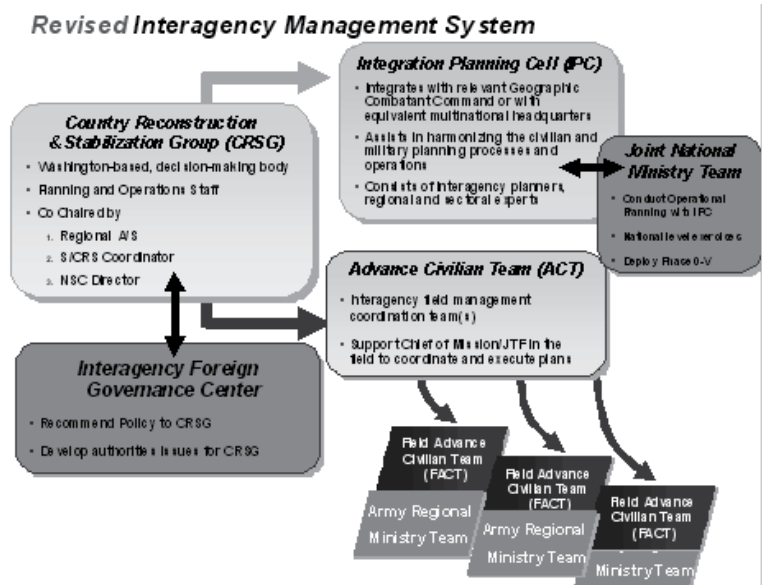 Revised Interagency Management System
Country Reconstruction
& Stabilization Group (CRSG)
• Washington-based, decision-making body
• Planning and Operations Staff
• Co Chaired by
1. Regional A/S
2. S/CRS Coordinator
3. NSC Director
Interagency Foreign
Governance Center
• Recommend Policy to CRSG
• Develop authorities issues for CRSG
Integration Planning Cell (IPC)
• Integrates with relevant Geographic
Combatant Command or with
equivalent multinational headquarters
• Assists in harmonizing the civilian and
military planning processes and
operations
• Consists of interagency planners,
regional and sectoral experts
Joint National
Ministry Team
• Conduct Operational
Planning with IPC
• National level services
• Deploy Phase 0-V
Advance Civilian Team (ACT)
• Interagency field management
coordination team(s)
• Support Chief of Mission/JTF in the
field to coordinate and execute plans
Field Advance
Civilian Team
(FACT)
Army Regional
Ministry Team
Field Advance
Civilian Team
(FACT)
Army Regional
Ministry Team
Field Advance
Civilian Team
(FACT)
Ministry Team